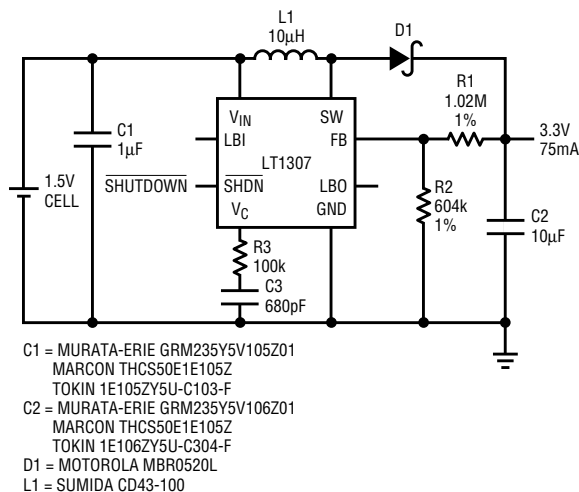 L1
10µH
D1
R1
1.02M
1%
VIN
SW
C1
1µF
LBI
FB
3.3V
75mA
LT1307
1.5V
CELL
SHUTDOWN
SHDN
LBO
R2
604k
1%
VC
GND
C2
10µF
R3
100k
C3
680pF
C1 = MURATA-ERIE GRM235Y5V105Z01
MARCON THCS50E1E105Z
TOKIN 1E105ZY5U-C103-F
C2 = MURATA-ERIE GRM235Y5V106Z01
MARCON THCS50E1E105Z
TOKIN 1E106ZY5U-C304-F
D1 = MOTOROLA MBR0520L
L1 = SUMIDA CD43-100